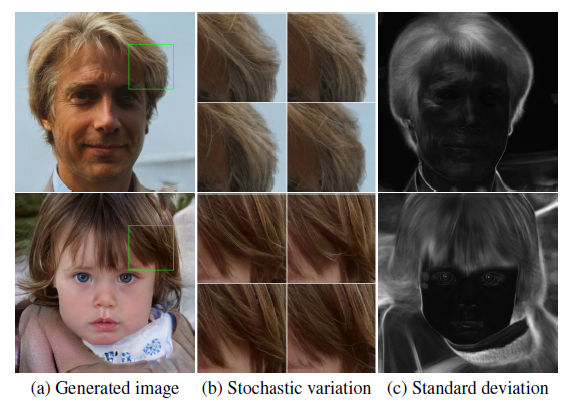 (a) Generated image (b) Stochastic variation (c) Standard deviation